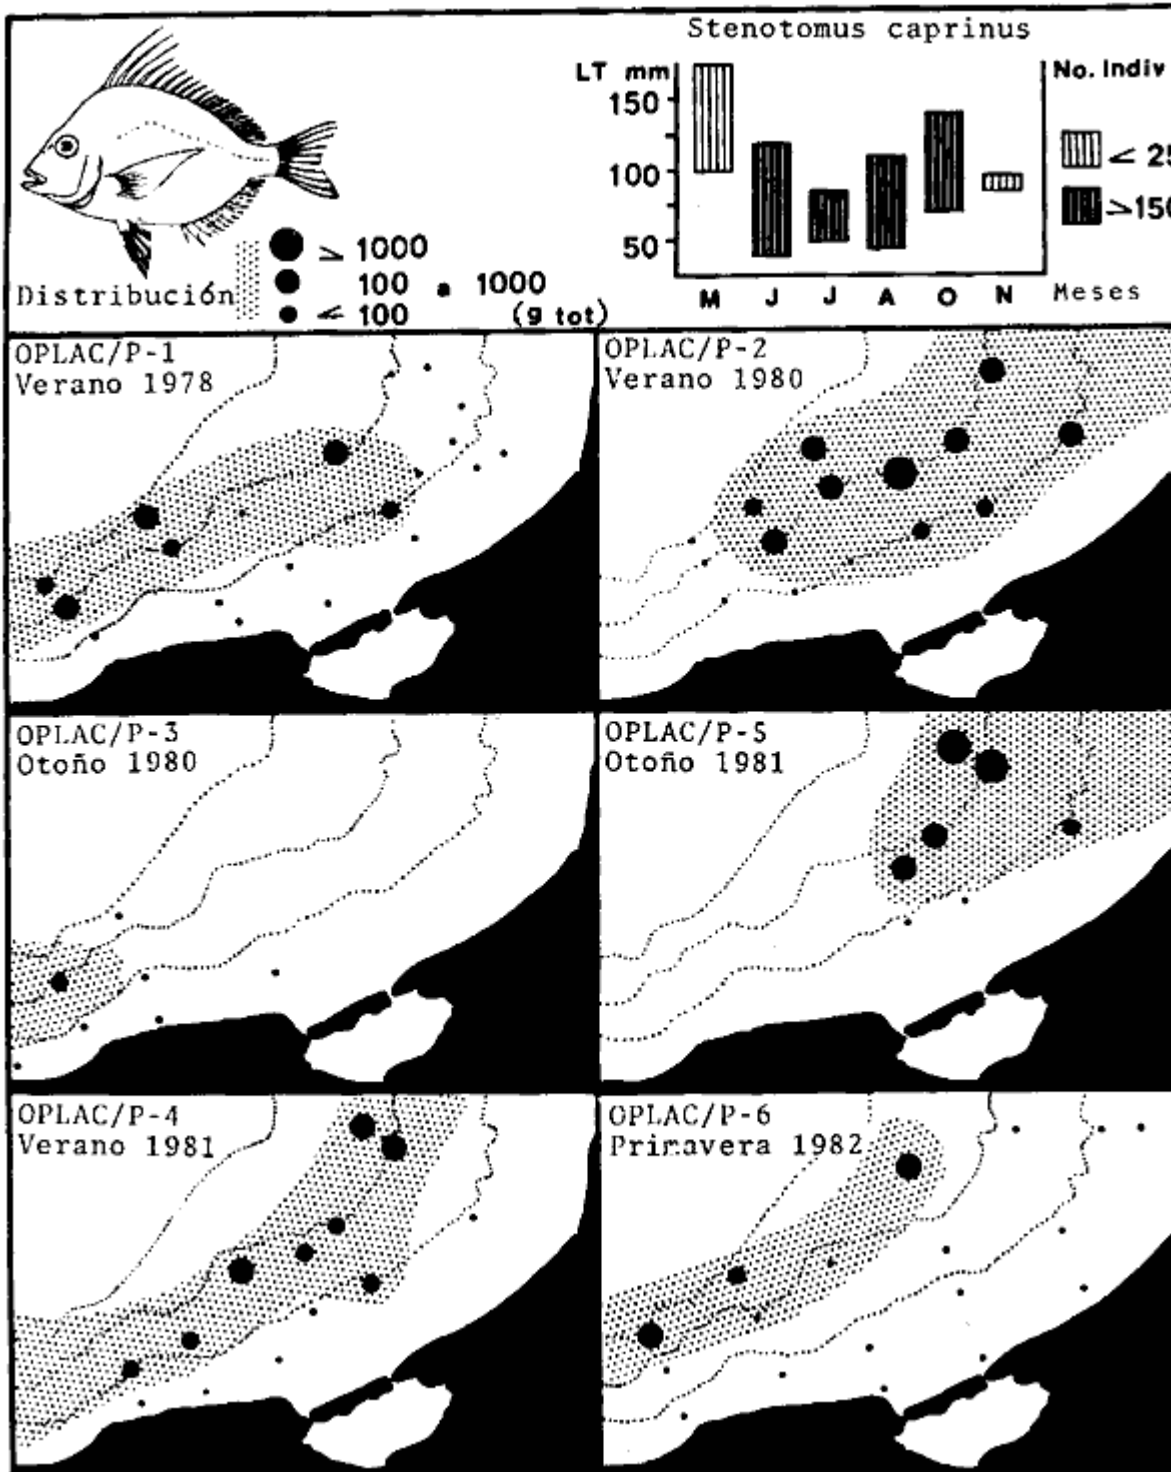 Stenotomus caprinus
LT mm
150
100
50
M J J A O N Meses
No. Indiv
< 25
>150
Distribución
≥ 1000
100 a 1000
< 100 (g tot)
OPLAC/P-1
Verano 1978
OPLAC/P-2
Verano 1980
OPLAC/P-3
Otoño 1980
OPLAC/P-5
Otoño 1981
OPLAC/P-4
Verano 1981
OPLAC/P-6
Primavera 1982